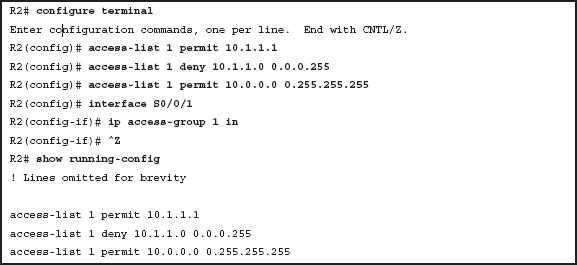 R2# configure terminal
Enter configuration commands, one per line.  End with CNTL/Z.
R2(config)# access-list 1 permit 10.1.1.1
R2(config)# access-list 1 deny 10.1.1.0 0.0.0.255
R2(config)# access-list 1 permit 10.0.0.0 0.255.255.255
R2(config)# interface S0/0/1
R2(config-if)# ip access-group 1 in
R2(config-if)# ^Z
R2# show running-config
! Lines omitted for brevity
access-list 1 permit 10.1.1.1
access-list 1 deny 10.1.1.0 0.0.0.255
access-list 1 permit 10.0.0.0 0.255.255.255